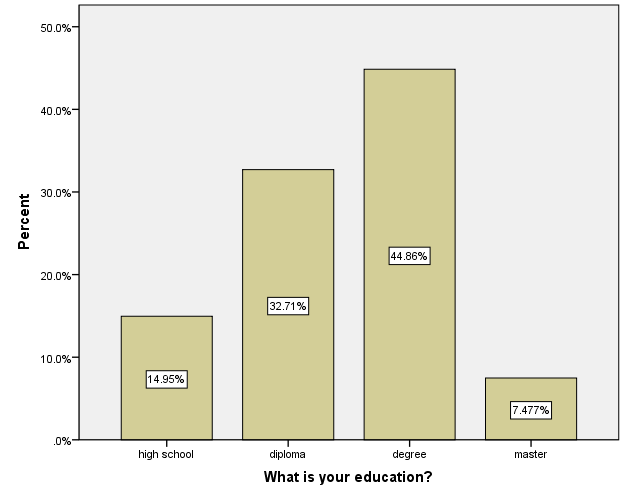 50.0%
40.0%
30.0%
20.0%
10.0%
.0%
Percent
14.95%
32.71%
44.86%
7.477%
high school
diploma
degree
master
What is your education?